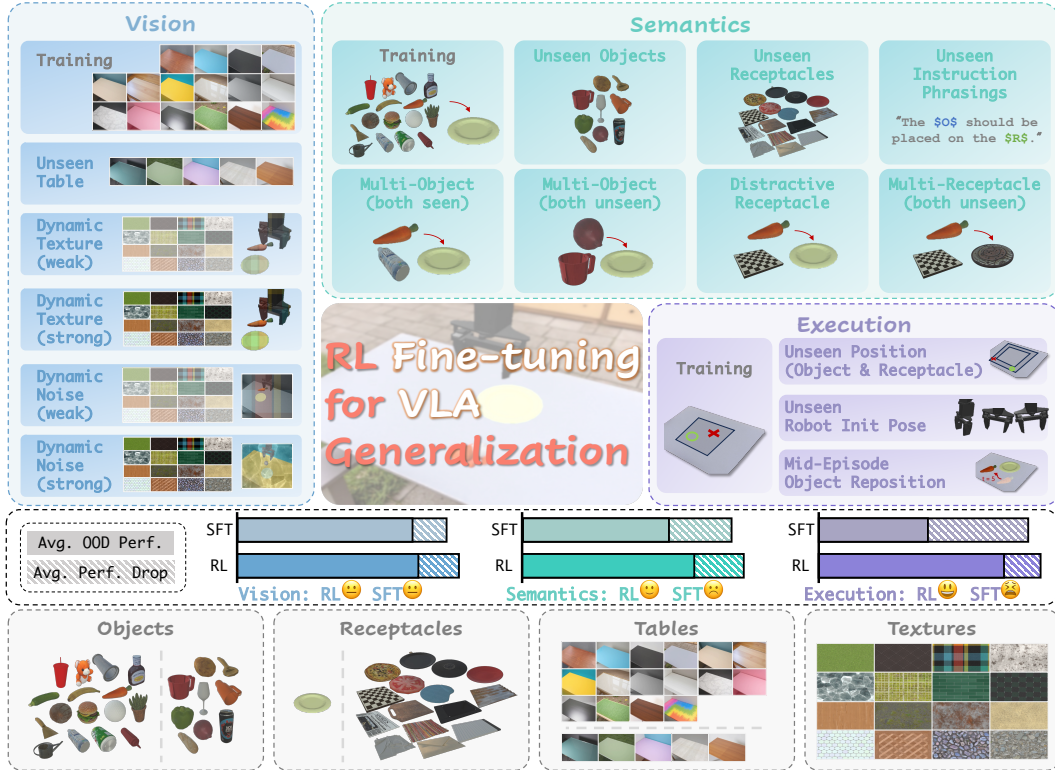 Vision
Training
Unseen
Table
Dynamic
Texture
(weak)
Dynamic
Texture
(strong)
Dynamic
Noise
(weak)
Dynamic
Noise
(strong)
Semantics
Training
Unseen Objects
Unseen
Receptacles
Unseen
Instruction
Phrasings
"The $O$ should be
placed on the $R$."
Multi-Object
(both seen)
Multi-Object
(both unseen)
Distractive
Receptacle
Multi-Receptacle
(both unseen)
RL Fine-tuning
for VLA
Generalization
Execution
Training
Unseen Position
(Object & Receptacle)
Unseen
Robot Init Pose
Mid-Episode
Object Reposition
Avg. OOD Perf.
Avg. Perf. Drop
SFT
RL
Vision: RL😐 SFT😐
SFT
RL
Semantics: RL🙂 SFT☹️
SFT
RL
Execution: RL😃 SFT😫
Objects
Receptacles
Tables
Textures